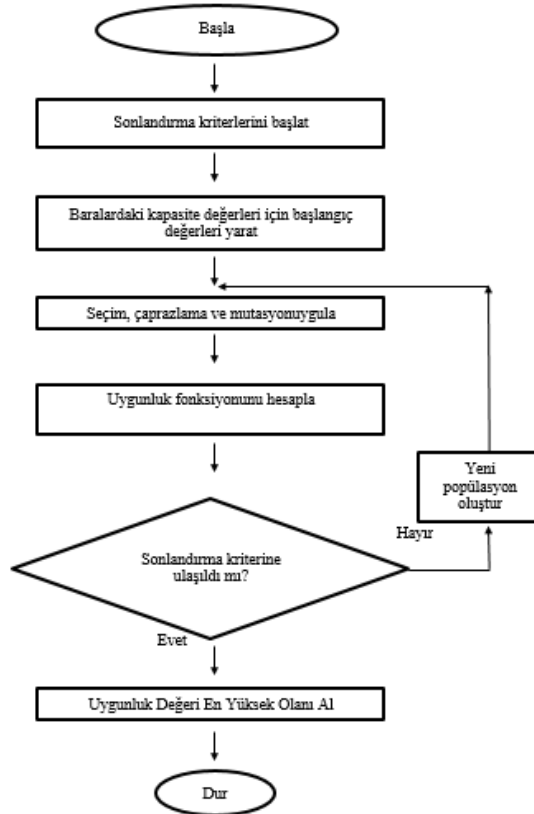 Başla
Sonlandırma kriterlerini başlat
Baralardaki kapasite değerleri için başlangıç
değerleri yarat
Seçim, çaprazlama ve mutasyonuygula
Uygunluk fonksiyonunu hesapla
Yeni
popülasyon
oluştur
Hayır
Sonlandırma kriterine
ulaşıldı mı?
Evet
Uygunluk Değeri En Yüksek Olanı Al
Dur